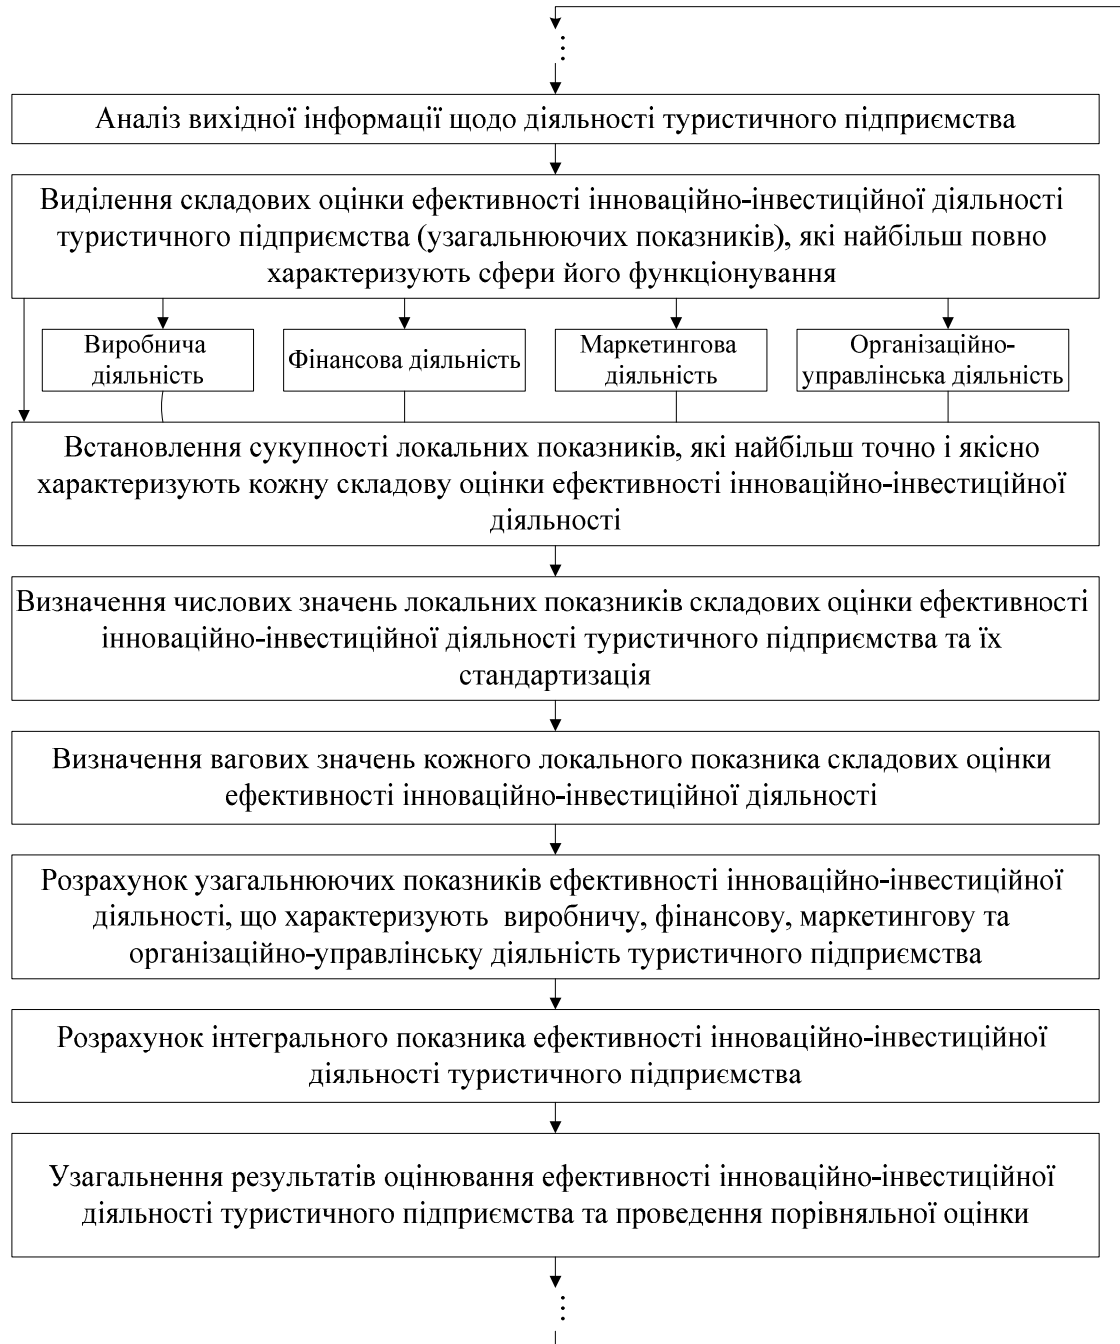 Аналіз вихідної інформації щодо діяльності туристичного підприємства
Виділення складових оцінки ефективності інноваційно-інвестиційної діяльності
туристичного підприємства (узагальнюючих показників), які найбільш повно
характеризують сфери його функціонування
Виробнича
діяльність
Фінансова діяльність
Маркетингова
діяльність
Організаційно-
управлінська діяльність
Встановлення сукупності локальних показників, які найбільш точно і якісно
характеризують кожну складову оцінки ефективності інноваційно-інвестиційної
діяльності
Визначення числових значень локальних показників складових оцінки ефективності
інноваційно-інвестиційної діяльності туристичного підприємства та їх
стандартизація
Визначення вагових значень кожного локального показника складових оцінки
ефективності інноваційно-інвестиційної діяльності
Розрахунок узагальнюючих показників ефективності інноваційно-інвестиційної
діяльності, що характеризують виробничу, фінансову, маркетингову та
організаційно-управлінську діяльність туристичного підприємства
Розрахунок інтегрального показника ефективності інноваційно-інвестиційної
діяльності туристичного підприємства
Узагальнення результатів оцінювання ефективності інноваційно-інвестиційної
діяльності туристичного підприємства та проведення порівняльної оцінки